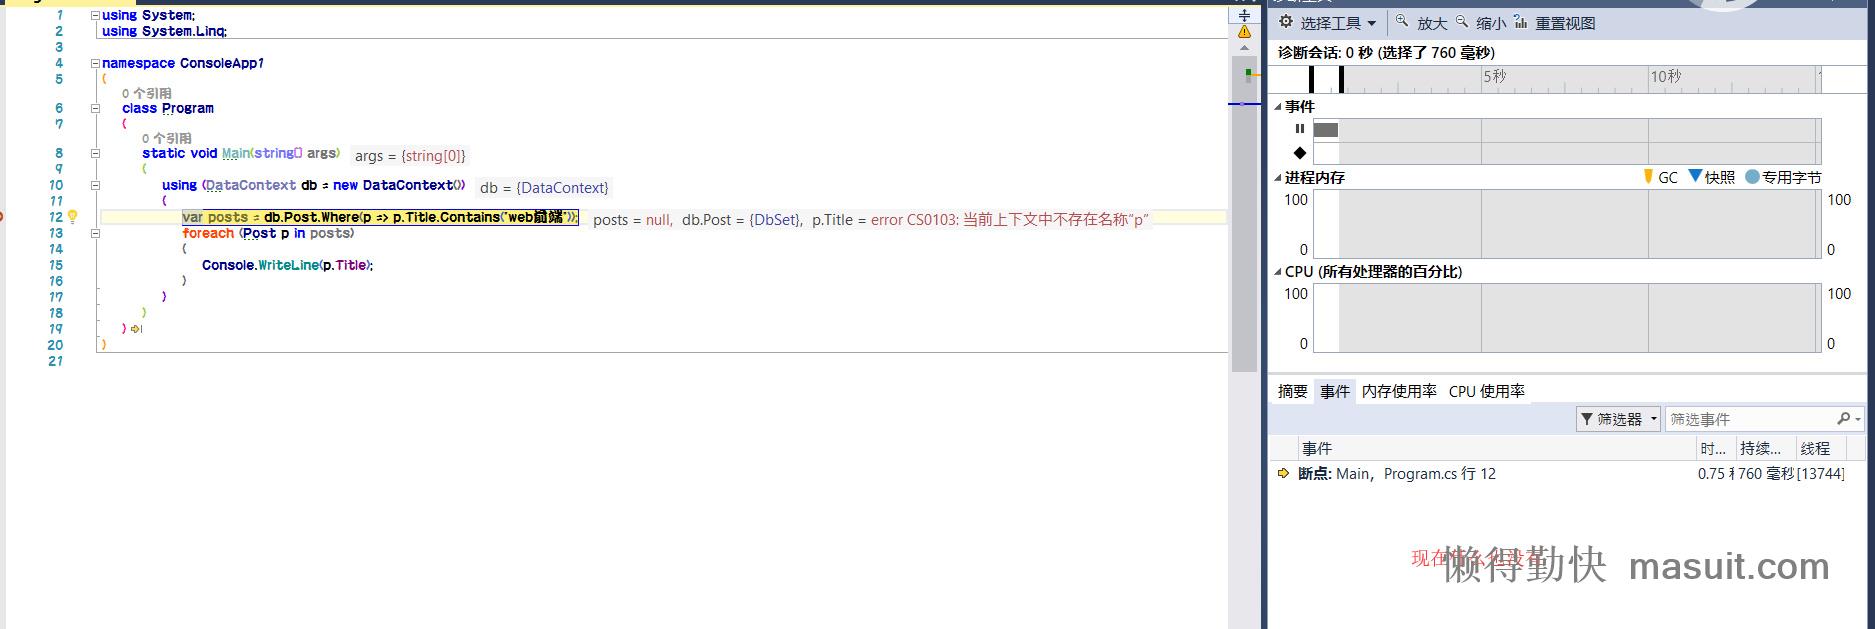 1 using System;
2 using System.Linq;
3
4 namespace ConsoleApp1
5 {
0 个引用
6 class Program
7 {
0 个引用
8 static void Main(string[] args) args = {string[0]}
9 {
10 using (DataContext db = new DataContext()) db = {DataContext}
11 {
12 var posts = db.Post.Where(p => p.Title.Contains("web前端")); posts = null, db.Post = {DbSet}, p.Title = error CS0103: 当前上下文中不存在名称“p”
13 foreach (Post p in posts)
14 {
15 Console.WriteLine(p.Title);
16 }
17 }
18 }
19 }
20 }
21
选择工具 放大 缩小 重置视图
诊断会话: 0 秒 (选择了 760 毫秒)
5秒 10秒
事件
进程内存 GC 快照 专用字节
100 100
0 0
CPU (所有处理器的百分比)
100 100
0 0
摘要 事件 内存使用率 CPU 使用率
筛选器 筛选事件
事件 时... 持续... 线程
断点: Main, Program.cs 行 12 0.75 760 毫秒 [13744]
现在
懒得勤快 masuit.com